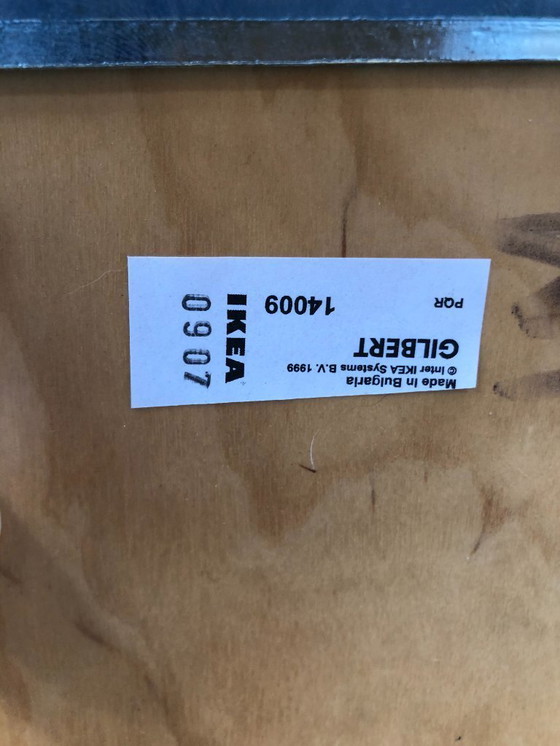 Made in Bulgaria
© Inter IKEA Systems B.V. 1999
GILBERT
PQR 14009
IKEA
0907